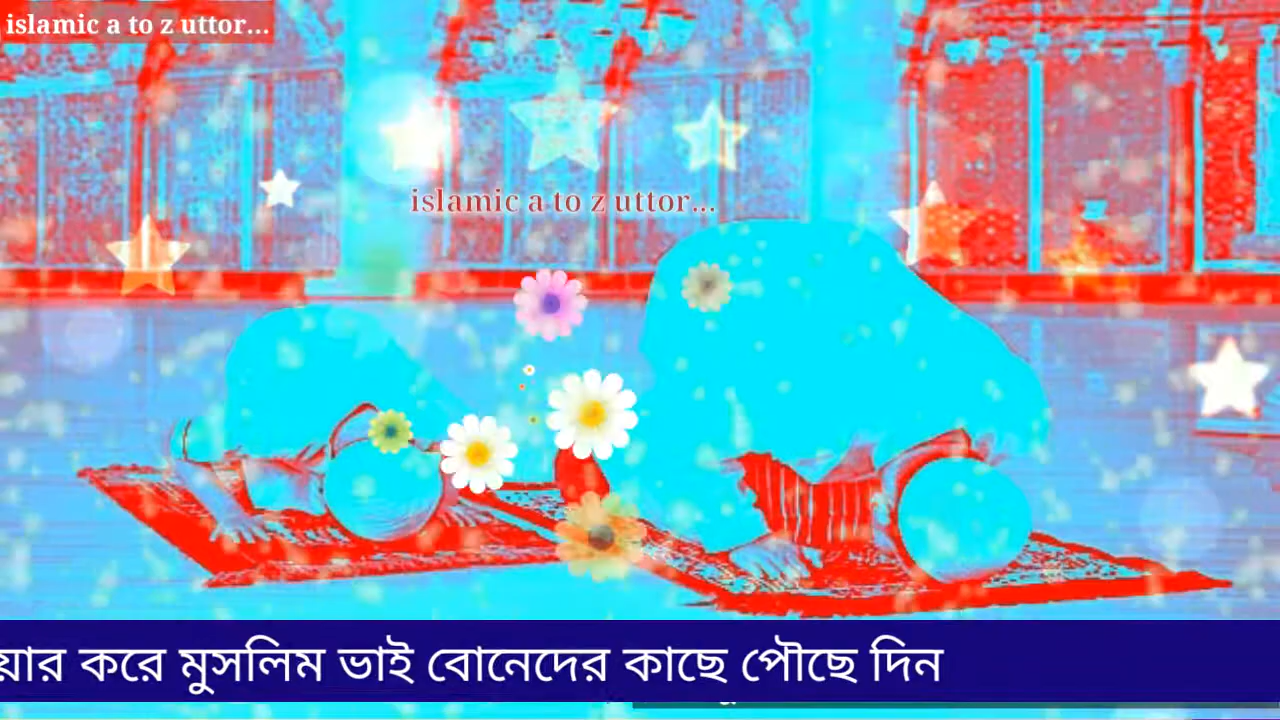 islamic a to z uttor...
islamic a to z uttor...
করে মুসলিম ভাই বোনেদের কাছে পৌছে দিন